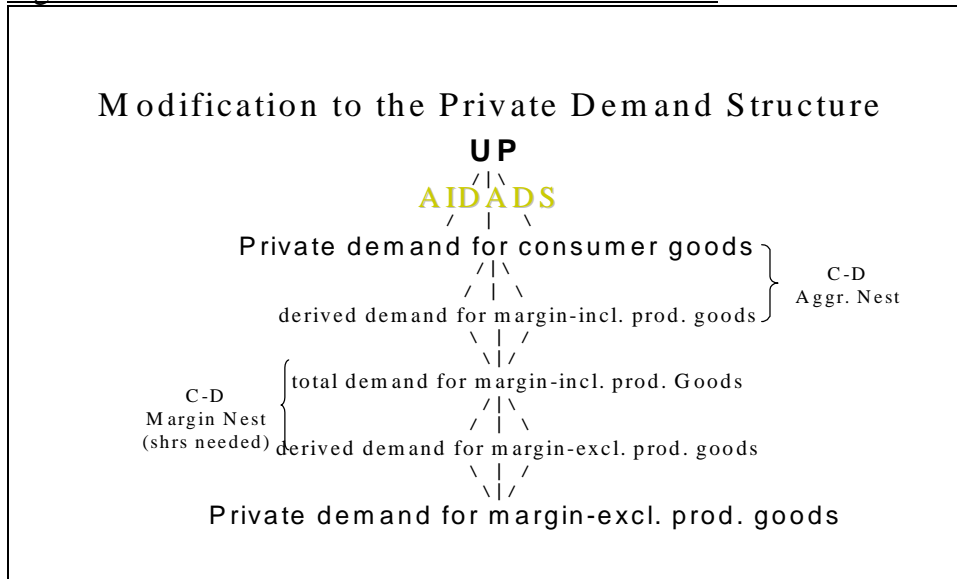 Modification to the Private Demand Structure
UP
/ | \
AIDADS
/ | \
Private demand for consumer goods
/ | \
/ | \
C-D
Aggr. Nest
derived demand for margin-incl. prod. goods
\ | /
\ | /
total demand for margin-incl. prod. Goods
C-D
Margin Nest
(shrs needed)
/ | \
/ | \
derived demand for margin-excl. prod. goods
\ | /
\ | /
Private demand for margin-excl. prod. goods